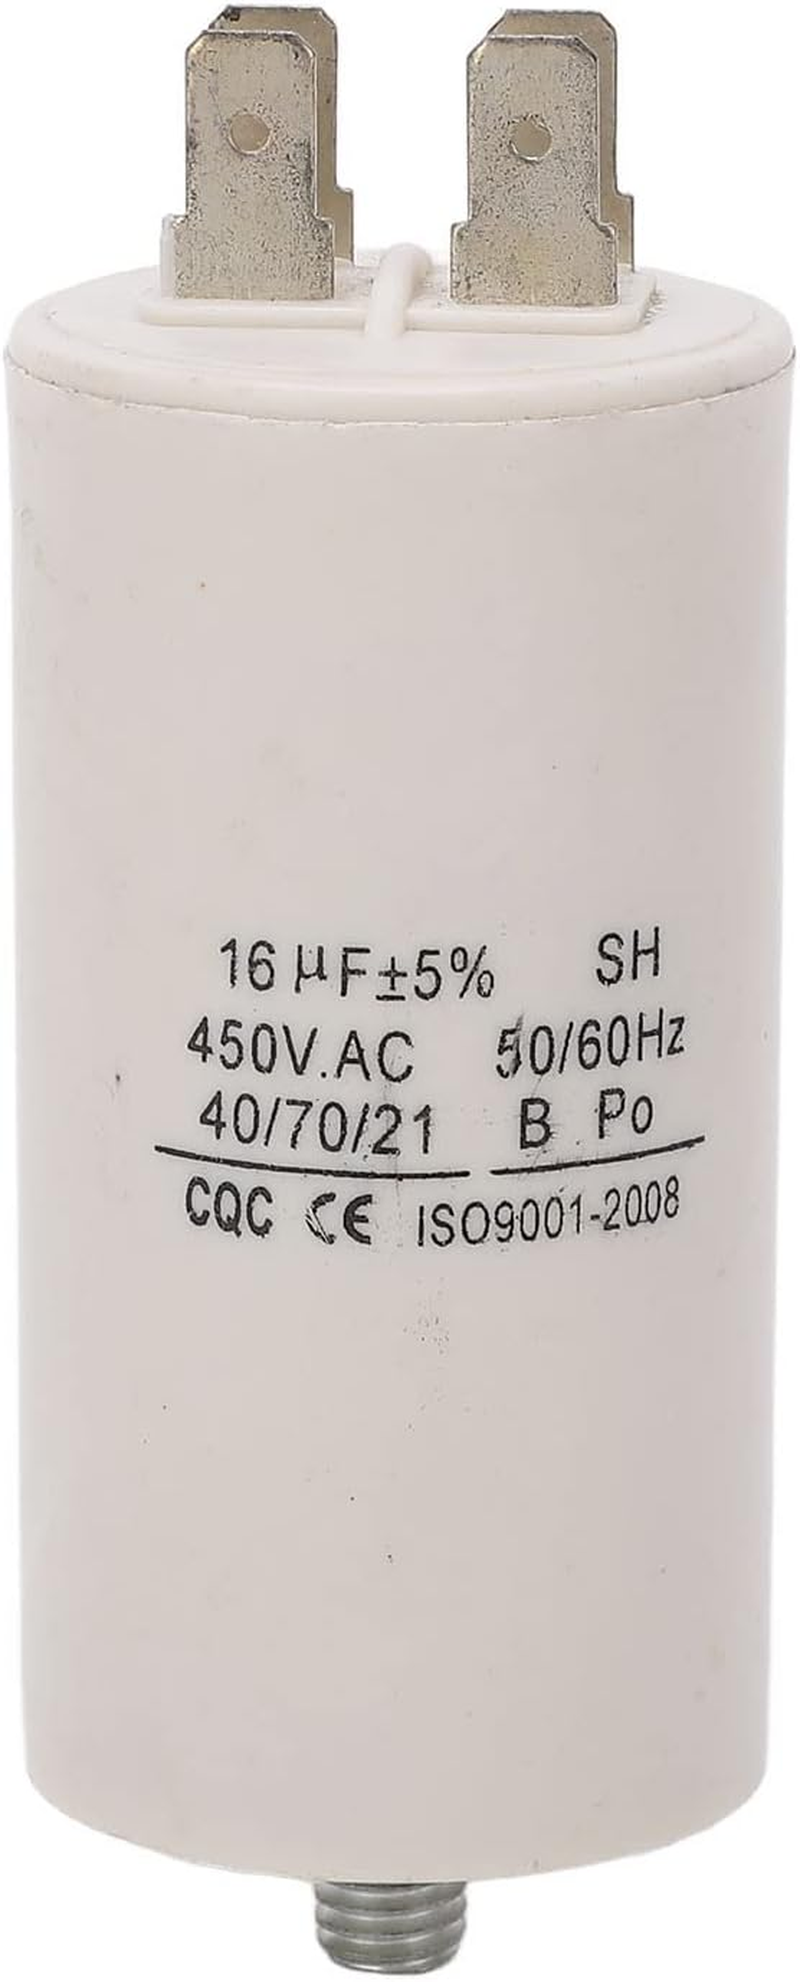 16 µF±5% SH
450V.AC 50/60Hz
40/70/21 B Po
CQC CE ISO9001-2008